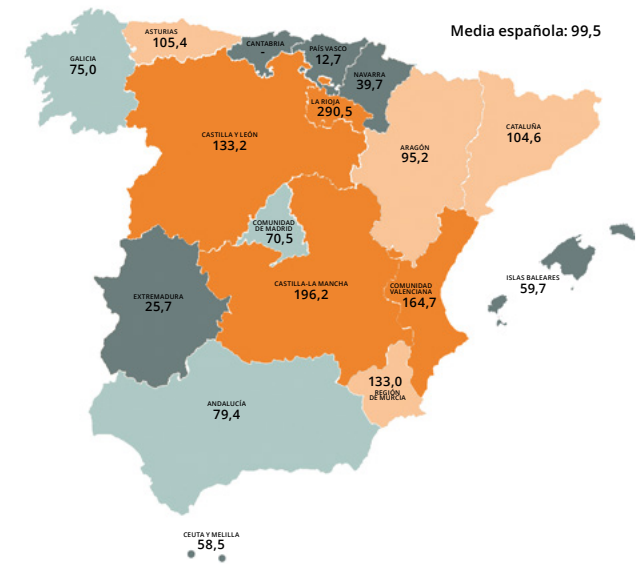 Media española: 99,5
ASTURIAS
105,4
CANTABRIA
-
PAÍS VASCO
12,7
GALICIA
75,0
NAVARRA
39,7
LA RIOJA
290,5
CATALUÑA
104,6
CASTILLA Y LEÓN
133,2
ARAGÓN
95,2
COMUNIDAD
DE MADRID
70,5
ISLAS BALEARES
59,7
CASTILLA-LA MANCHA
196,2
COMUNIDAD
VALENCIANA
164,7
EXTREMADURA
25,7
133,0
REGIÓN
DE MURCIA
ANDALUCÍA
79,4
CEUTA Y MELILLA
58,5